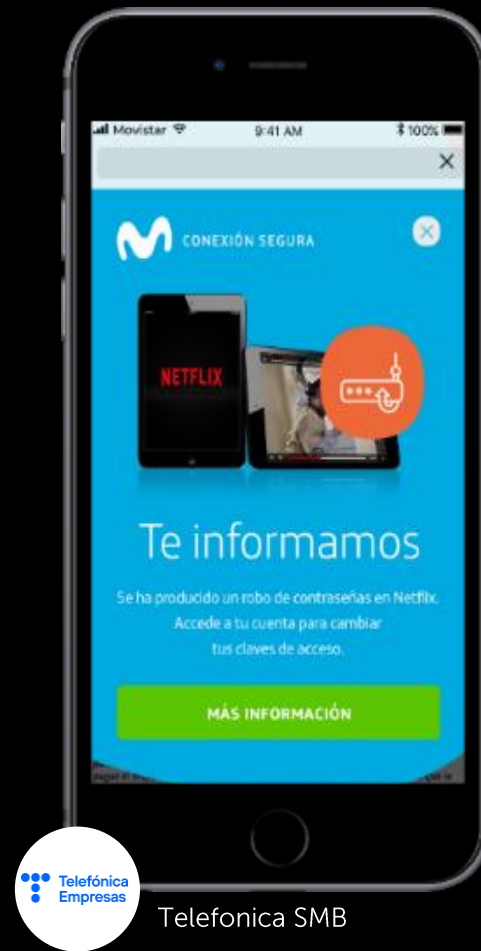 Movistar 9:41 AM 100%
CONEXIÓN SEGURA
NETFLIX
Te informamos
Se ha producido un robo de contraseñas en Netflix.
Accede a tu cuenta para cambiar
tus claves de acceso.
MÁS INFORMACIÓN
Telefónica
Empresas
Telefonica SMB